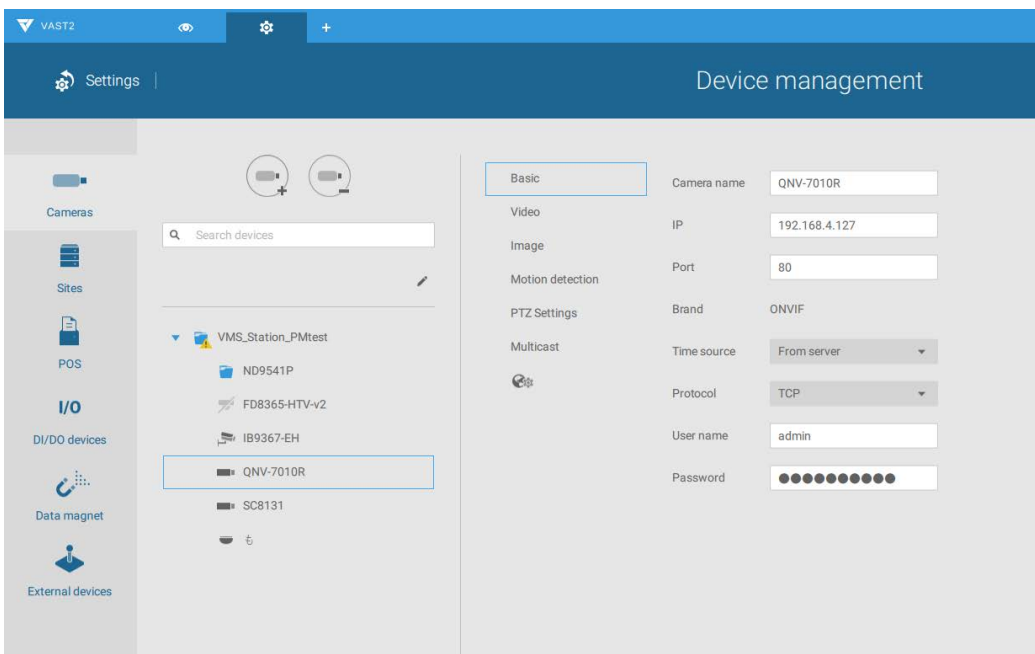 VAST2
Settings
Device management
Cameras
Sites
POS
I/O
DI/DO devices
Data magnet
External devices
Search devices
VMS_Station_PMtest
ND9541P
FD8365-HTV-v2
IB9367-EH
QNV-7010R
SC8131
も
Basic
Video
Image
Motion detection
PTZ Settings
Multicast
Camera name QNV-7010R
IP 192.168.4.127
Port 80
Brand ONVIF
Time source From server
Protocol TCP
User name admin
Password ●●●●●●●●●●